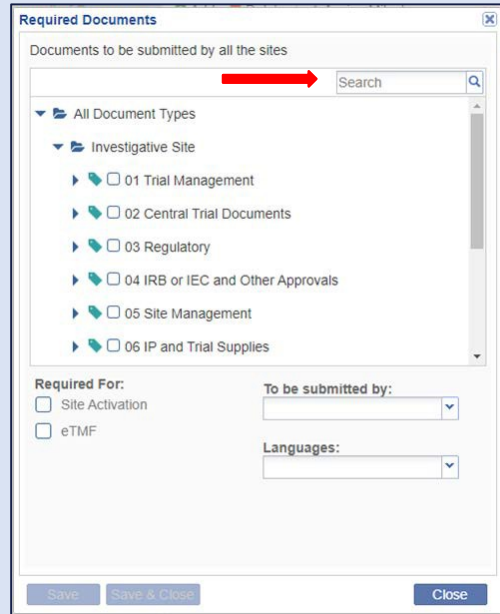 Required Documents
Documents to be submitted by all the sites
Search
All Document Types
Investigative Site
01 Trial Management
02 Central Trial Documents
03 Regulatory
04 IRB or IEC and Other Approvals
05 Site Management
06 IP and Trial Supplies
Required For:
Site Activation
eTMF
To be submitted by:
Languages:
Save
Save & Close
Close